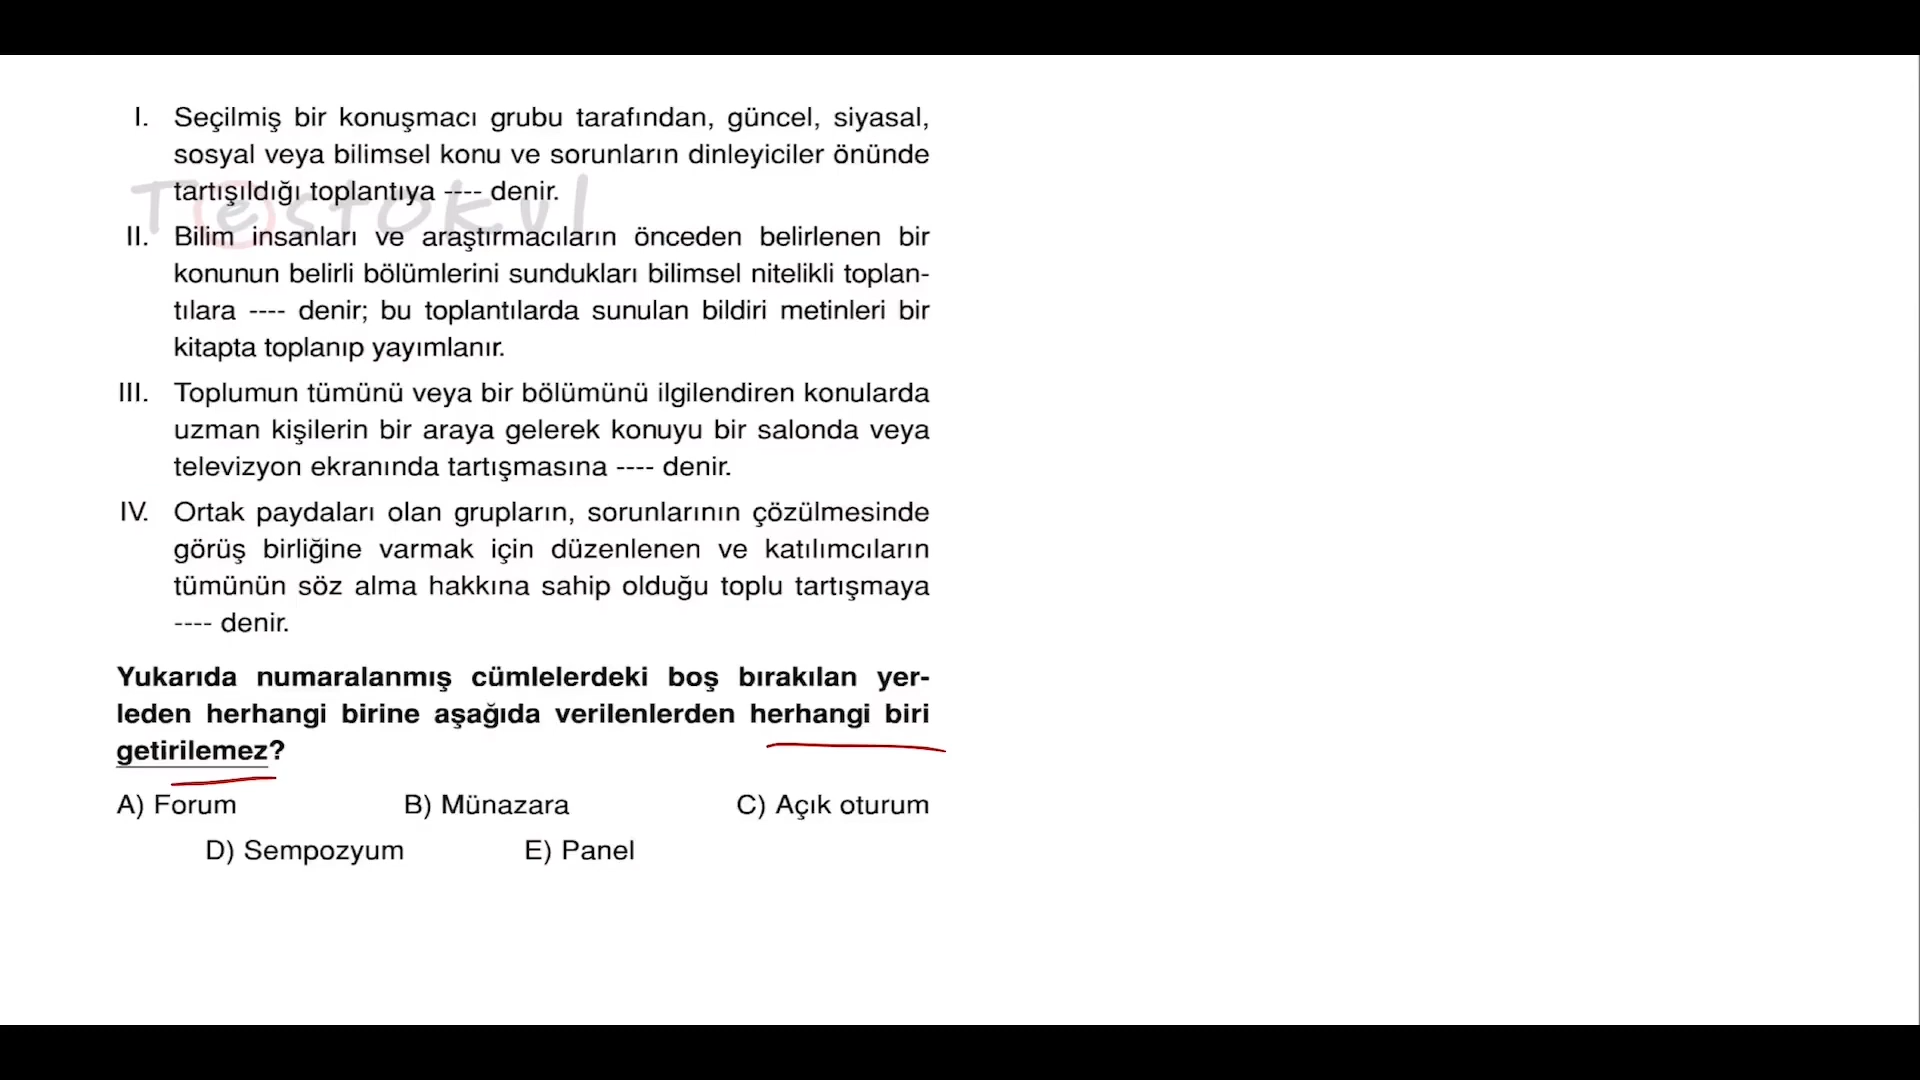 I. Seçilmiş bir konuşmacı grubu tarafından, güncel, siyasal,
sosyal veya bilimsel konu ve sorunların dinleyiciler önünde
tartışıldığı toplantıya ---- denir.
Testokul
II. Bilim insanları ve araştırmacıların önceden belirlenen bir
konunun belirli bölümlerini sundukları bilimsel nitelikli toplan-
tılara ---- denir; bu toplantılarda sunulan bildiri metinleri bir
kitapta toplanıp yayımlanır.
III. Toplumun tümünü veya bir bölümünü ilgilendiren konularda
uzman kişilerin bir araya gelerek konuyu bir salonda veya
televizyon ekranında tartışmasına ---- denir.
IV. Ortak paydaları olan grupların, sorunlarının çözülmesinde
görüş birliğine varmak için düzenlenen ve katılımcıların
tümünün söz alma hakkına sahip olduğu toplu tartışmaya
---- denir.
Yukarıda numaralanmış cümlelerdeki boş bırakılan yer-
leden herhangi birine aşağıda verilenlerden herhangi biri
getirilemez?
A) Forum B) Münazara C) Açık oturum
D) Sempozyum E) Panel